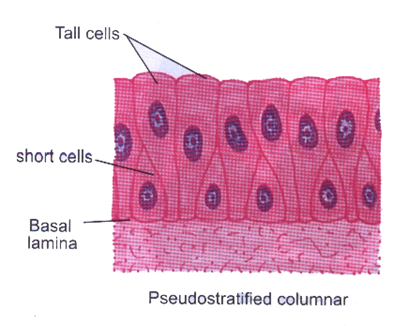 Tall cells
short cells
Basal
lamina
Pseudostratified columnar